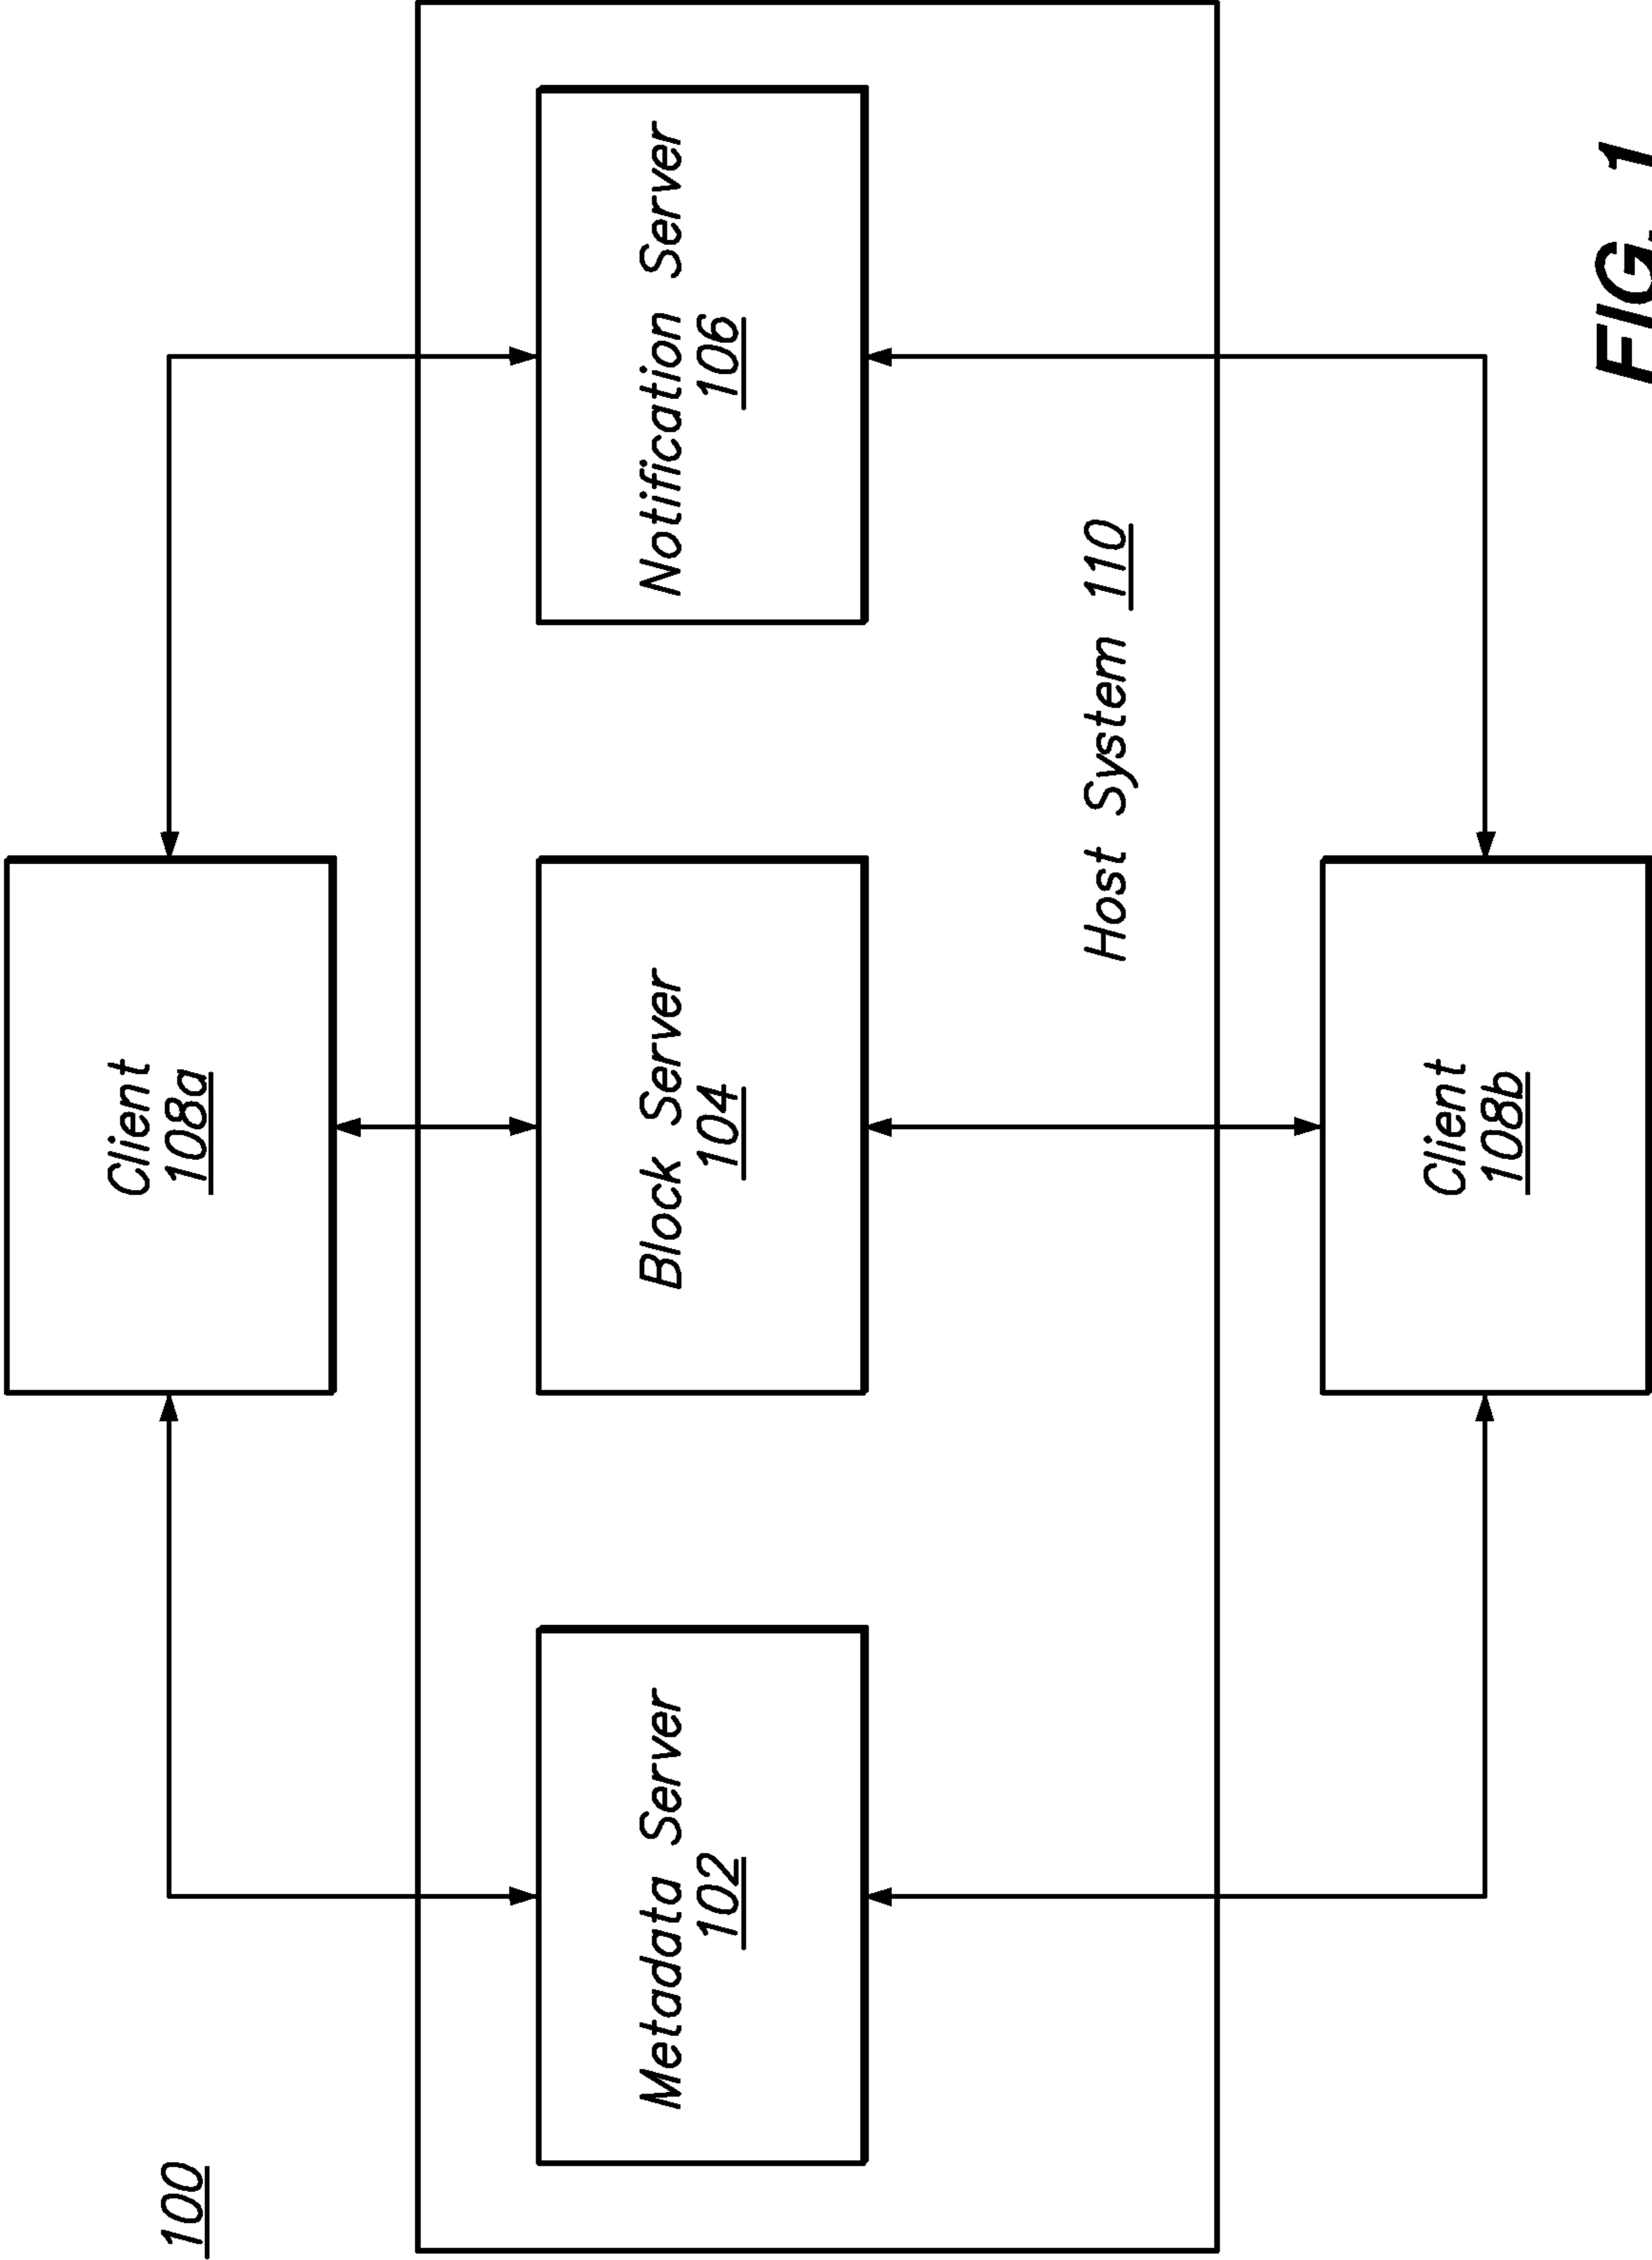 100
Client
108a
Metadata Server
102
Block Server
104
Notification Server
106
Host System 110
Client
108b
FIG. 1